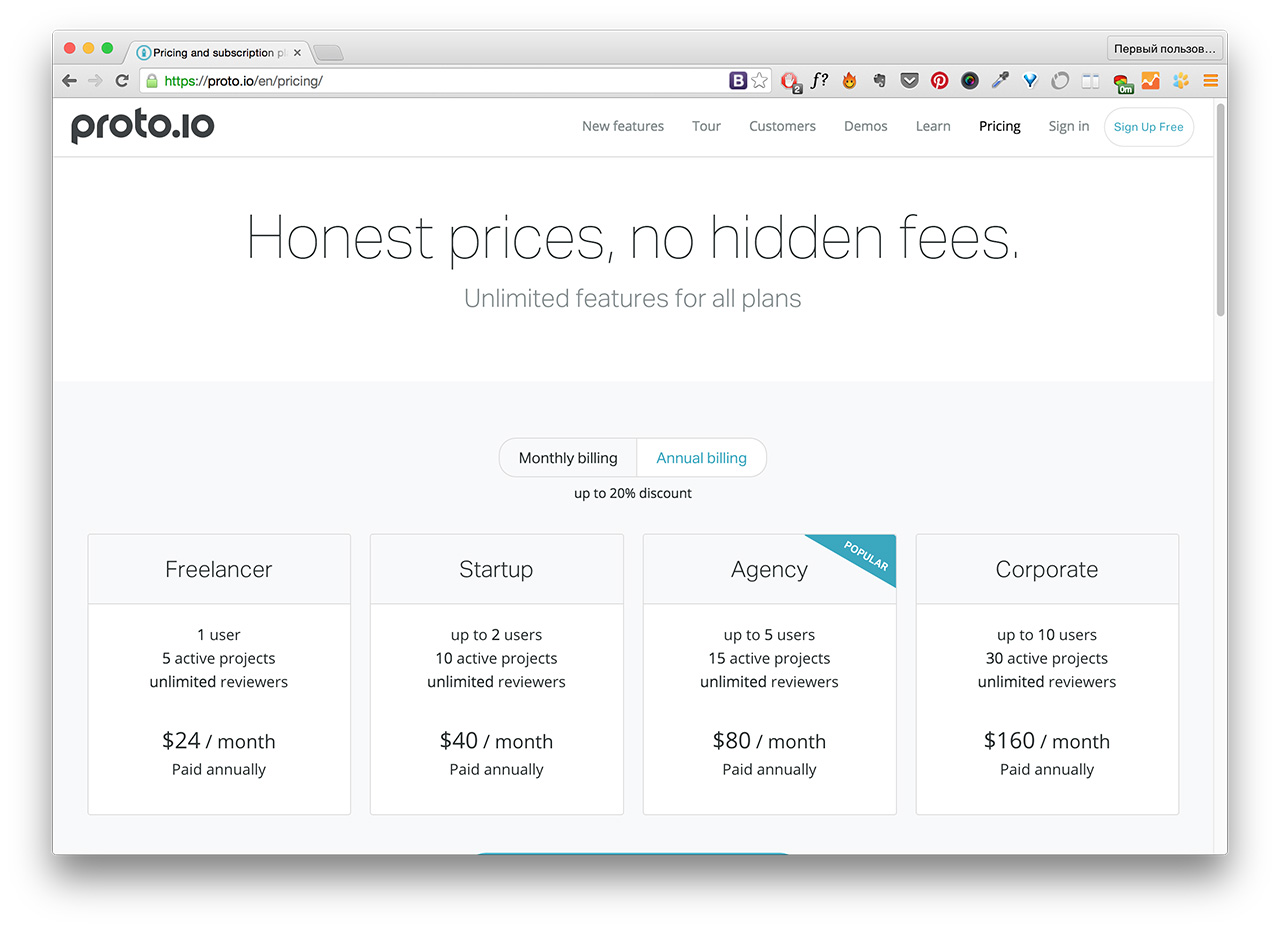 Pricing and subscription pl
Первый пользов...
https://proto.io/en/pricing/
B
2
f?
0m
proto.io
New features
Tour
Customers
Demos
Learn
Pricing
Sign in
Sign Up Free
Honest prices, no hidden fees.
Unlimited features for all plans
Monthly billing
Annual billing
up to 20% discount
Freelancer
1 user
5 active projects
unlimited reviewers
$24 / month
Paid annually
Startup
up to 2 users
10 active projects
unlimited reviewers
$40 / month
Paid annually
Agency
POPULAR
up to 5 users
15 active projects
unlimited reviewers
$80 / month
Paid annually
Corporate
up to 10 users
30 active projects
unlimited reviewers
$160 / month
Paid annually